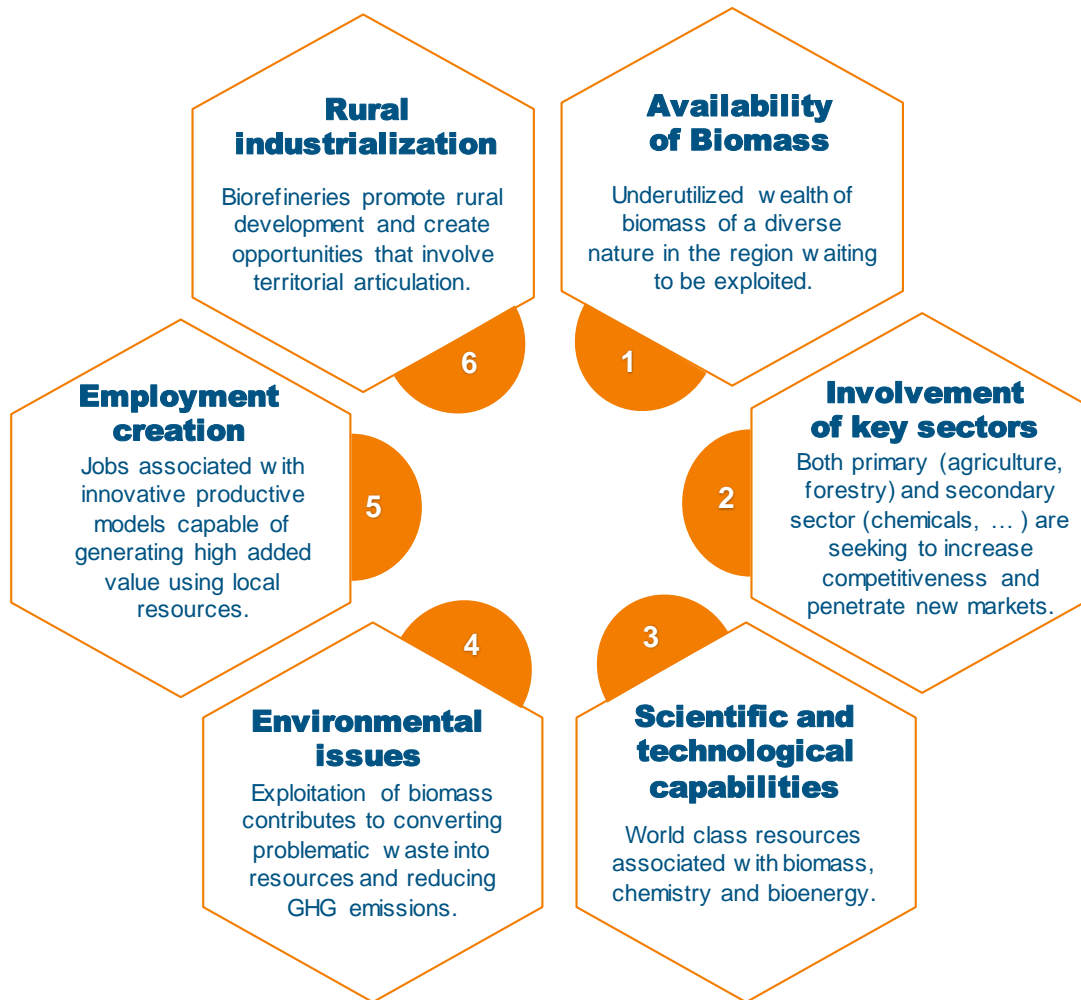 Availability
of Biomass
Underutilized wealth of
biomass of a diverse
nature in the region waiting
to be exploited.
1
Involvement
of key sectors
Both primary (agriculture,
forestry) and secondary
sector (chemicals, … ) are
seeking to increase
competitiveness and
penetrate new markets.
2
Scientific and
technological
capabilities
World class resources
associated with biomass,
chemistry and bioenergy.
3
Environmental
issues
Exploitation of biomass
contributes to converting
problematic waste into
resources and reducing
GHG emissions.
4
Employment
creation
Jobs associated with
innovative productive
models capable of
generating high added
value using local
resources.
5
Rural
industrialization
Biorefineries promote rural
development and create
opportunities that involve
territorial articulation.
6